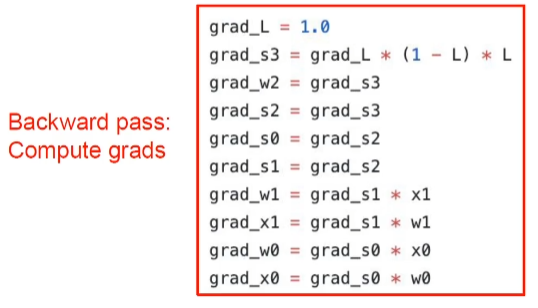 Backward pass:
Compute grads
grad_L = 1.0
grad_s3 = grad_L * (1 - L) * L
grad_w2 = grad_s3
grad_s2 = grad_s3
grad_s0 = grad_s2
grad_s1 = grad_s2
grad_w1 = grad_s1 * x1
grad_x1 = grad_s1 * w1
grad_w0 = grad_s0 * x0
grad_x0 = grad_s0 * w0